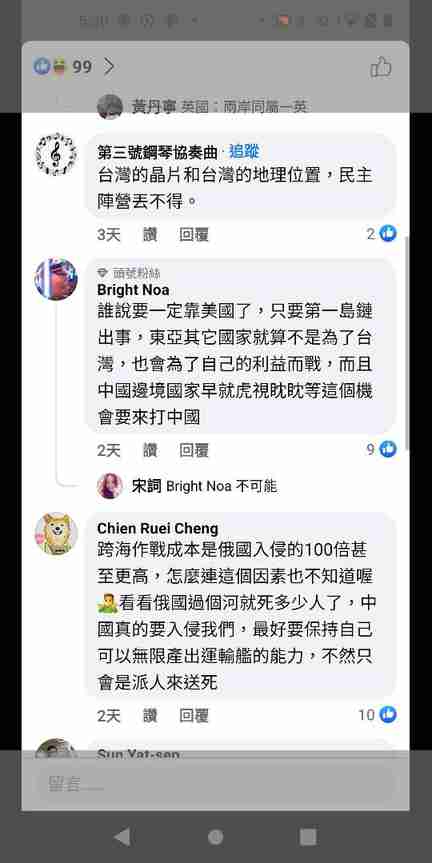 99
黃丹寧 英國：兩岸同屬一英
第三號鋼琴協奏曲 · 追蹤
台灣的晶片和台灣的地理位置，民主
陣營丟不得。
3天 讚 回覆 2
頭號粉絲
Bright Noa
誰說要一定靠美國了，只要第一島鏈
出事，東亞其它國家就算不是為了台
灣，也會為了自己的利益而戰，而且
中國邊境國家早就虎視眈眈等這個機
會要來打中國
2天 讚 回覆 9
宋詞 Bright Noa 不可能
Chien Ruei Cheng
跨海作戰成本是俄國入侵的100倍甚
至更高，怎麼連這個因素也不知道喔
🤷看看俄國過個河就死多少人了，中
國真的要入侵我們，最好要保持自己
可以無限產出運輸艦的能力，不然只
會是派人來送死
2天 讚 回覆 10
Sun Yat-sen
留言......